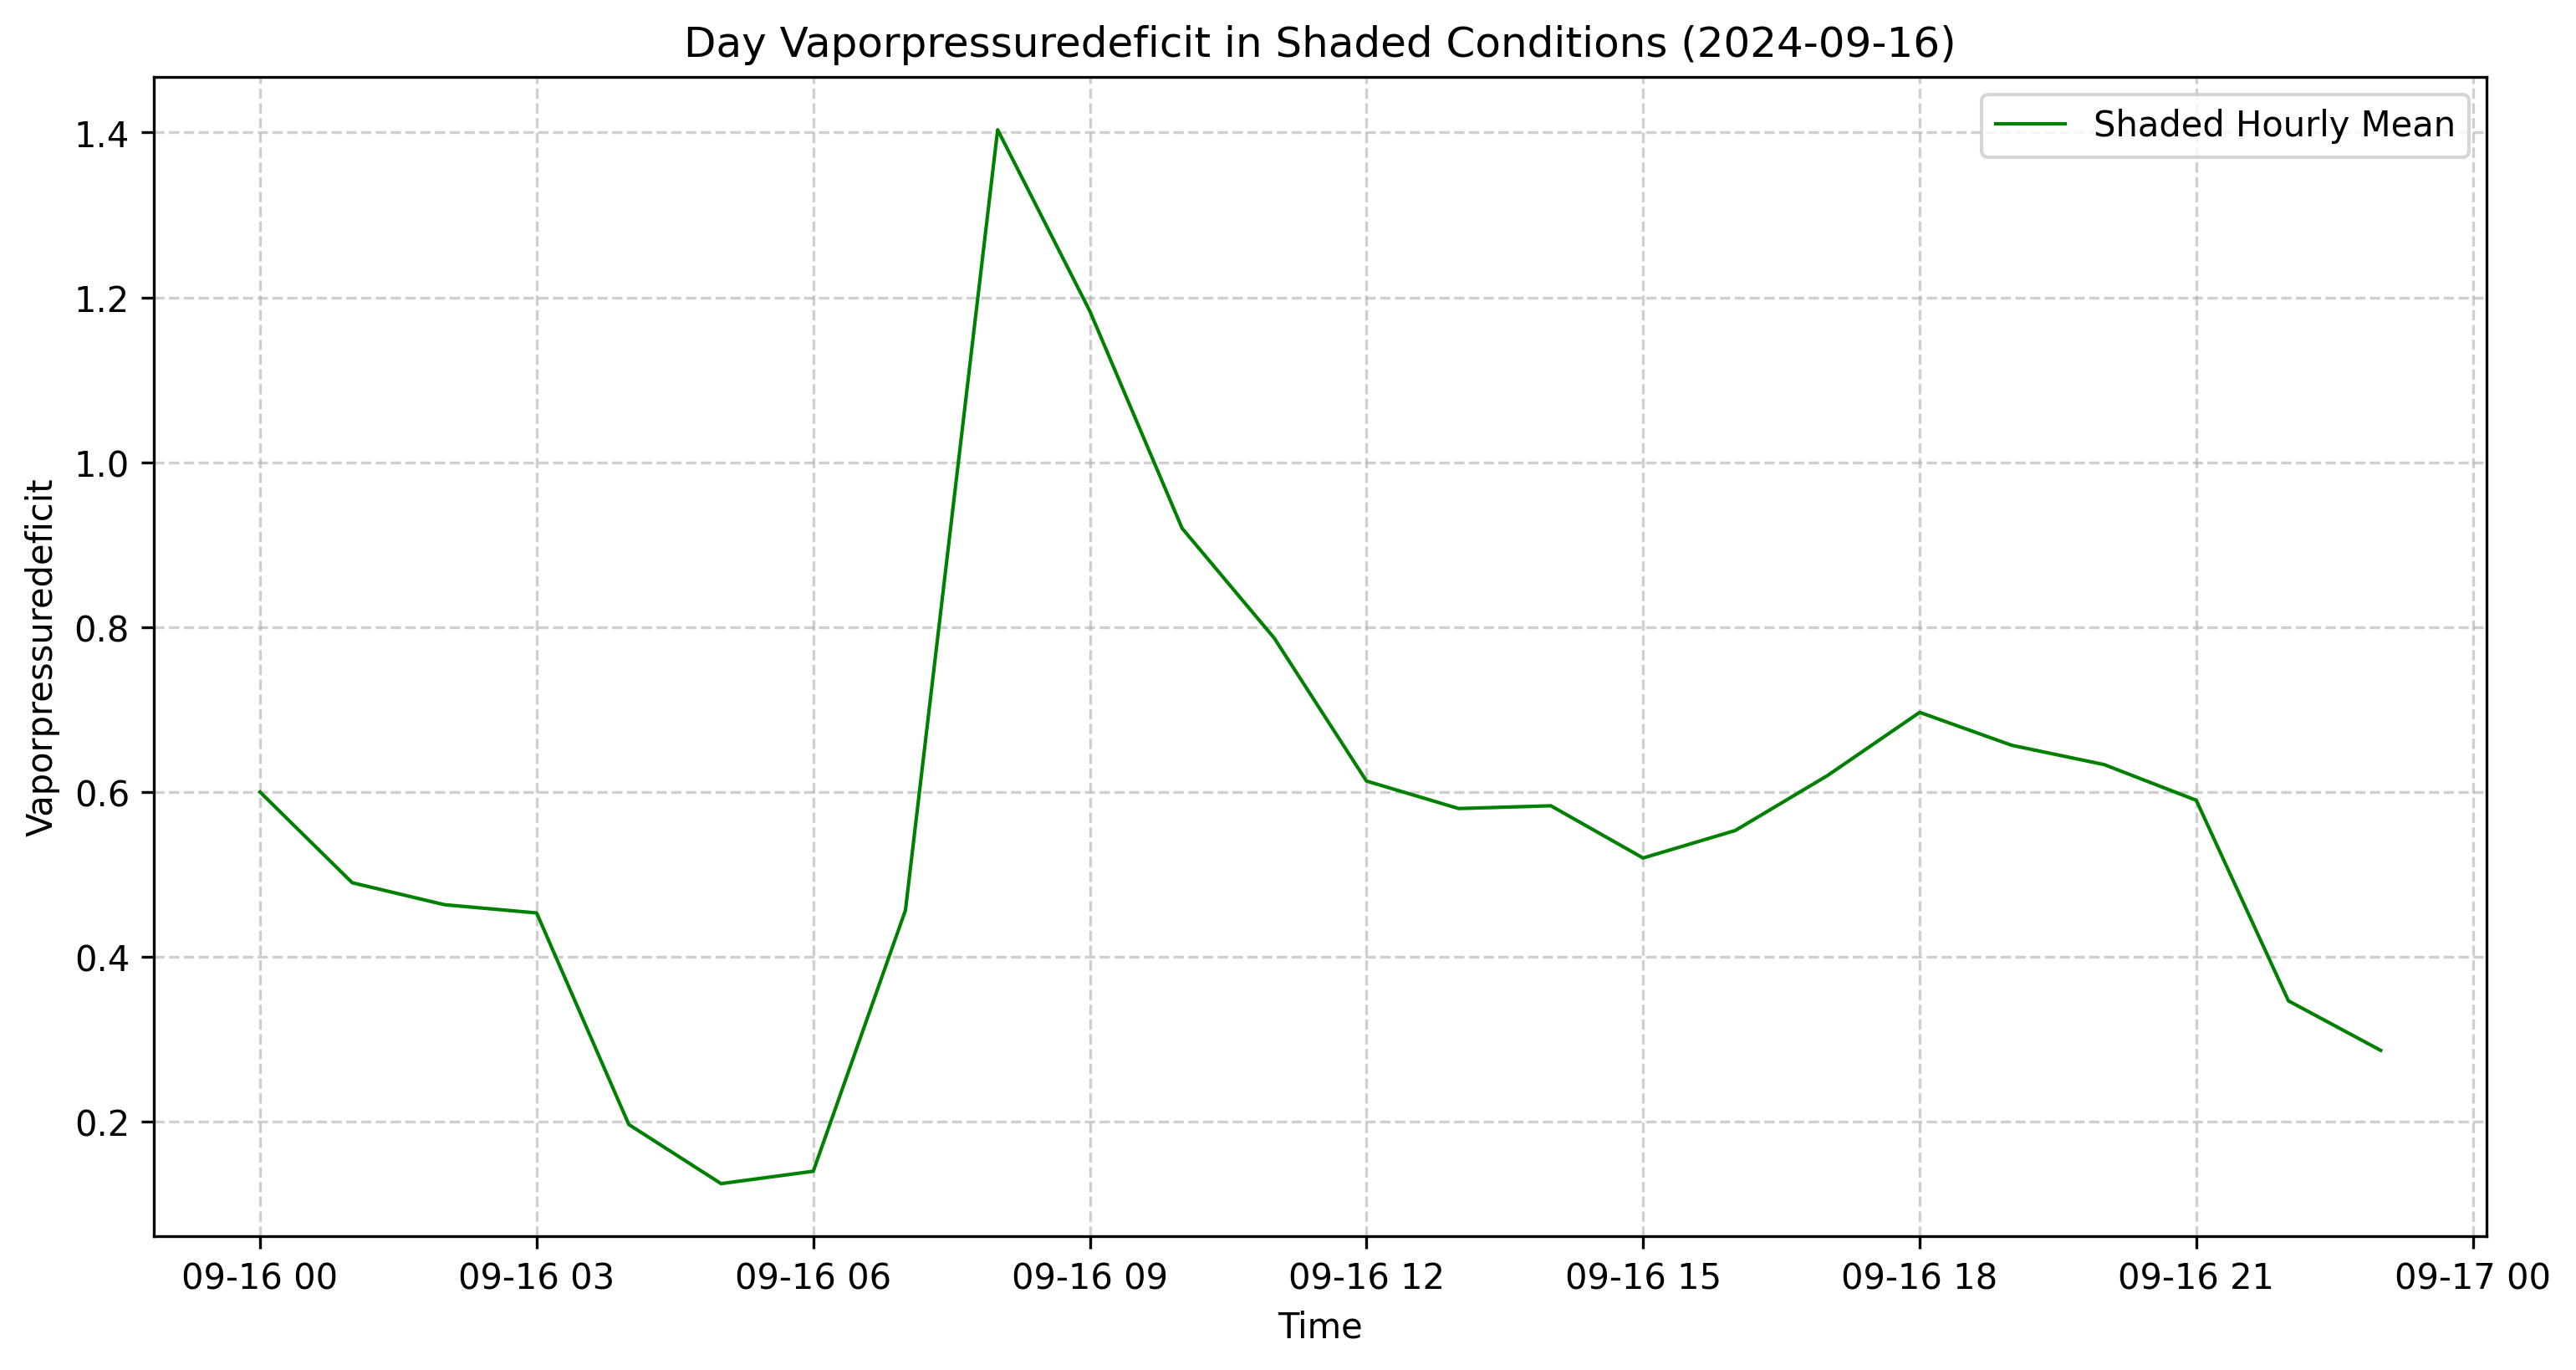 Day Vaporpressuredeficit in Shaded Conditions (2024-09-16)
Shaded Hourly Mean
Vaporpressuredeficit
1.4
1.2
1.0
0.8
0.6
0.4
0.2
09-16 00 09-16 03 09-16 06 09-16 09 09-16 12 09-16 15 09-16 18 09-16 21 09-17 00
Time